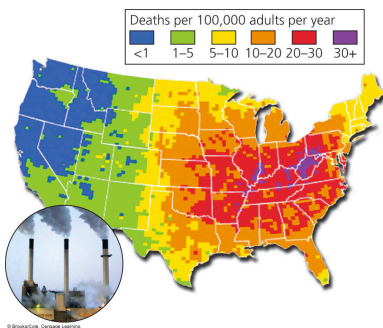 Deaths per 100,000 adults per year
<1 1–5 5–10 10–20 20–30 30+
© Brooks/Cole, Cengage Learning